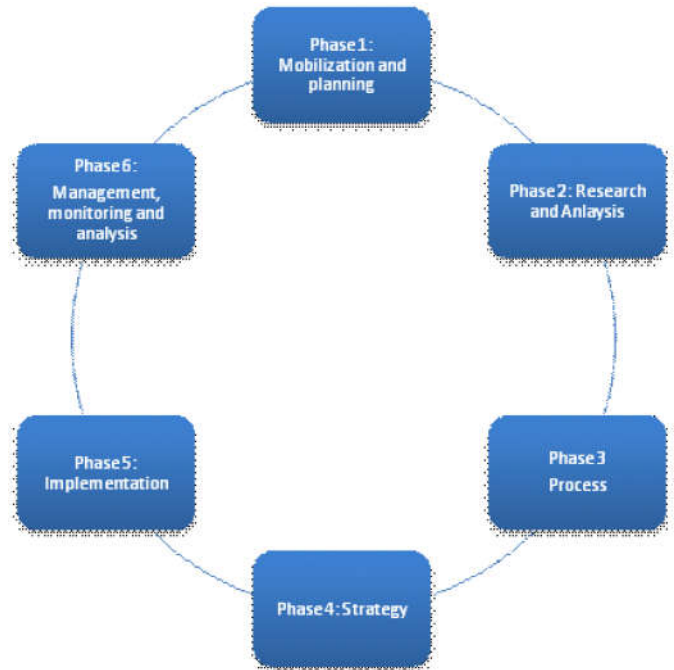 Phase1:
Mobilization and
planning
Phase2: Research
and Anlaysis
Phase3
Process
Phase4: Strategy
Phase5:
Implementation
Phase6:
Management,
monitoring and
analysis